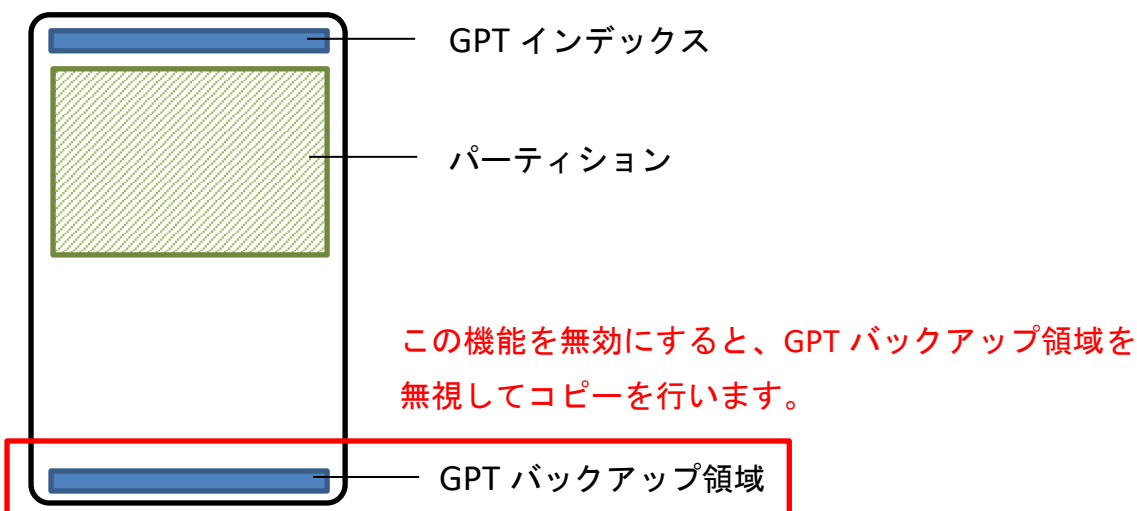 GPT インデックス
パーティション
この機能を無効にすると、GPT バックアップ領域を
無視してコピーを行います。
GPT バックアップ領域